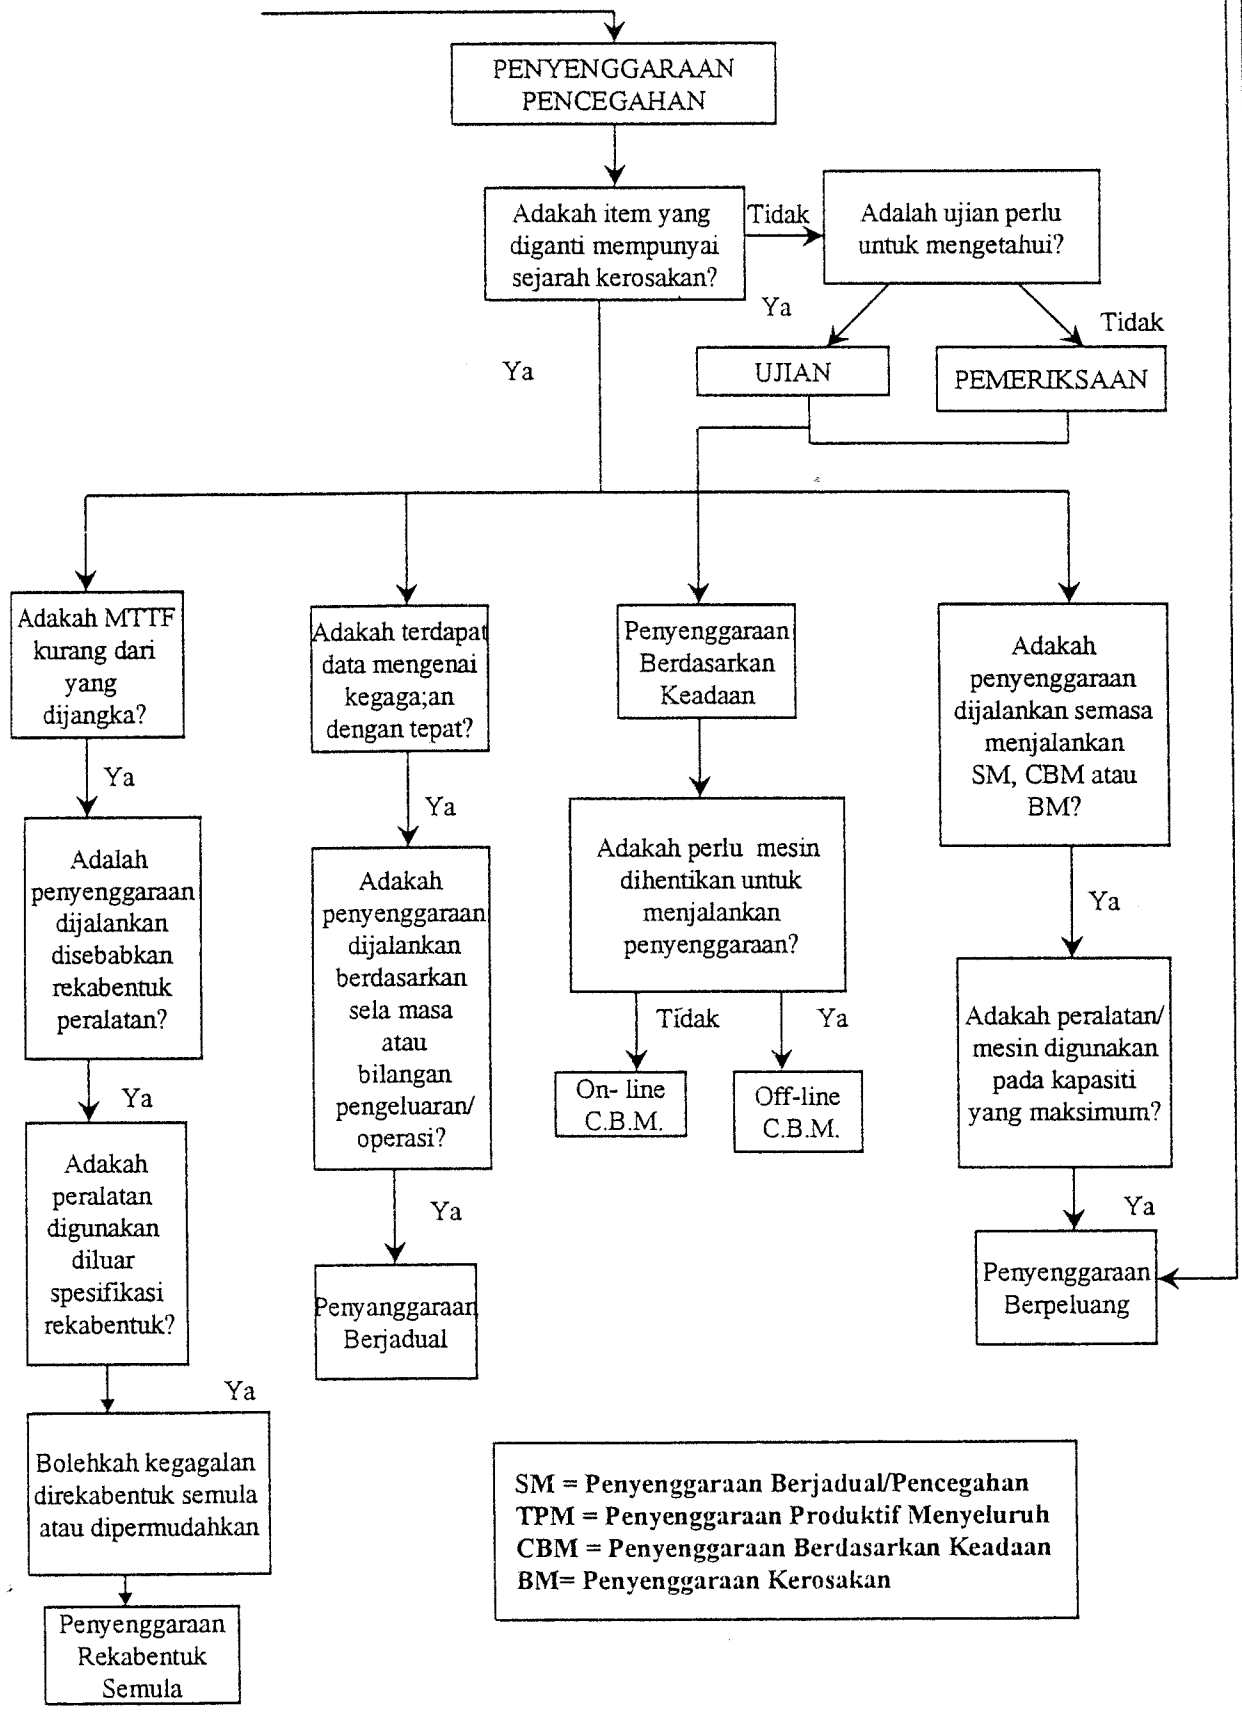 PENYENGGARAAN
PENCEGAHAN
Adakah item yang
diganti mempunyai
sejarah kerosakan?
Tidak
Adalah ujian perlu
untuk mengetahui?
Ya
Tidak
Ya
UJIAN
PEMERIKSAAN
Adakah MTTF
kurang dari
yang
dijangka?
Ya
Adalah
penyenggaraan
dijalankan
disebabkan
rekabentuk
peralatan?
Ya
Adakah
peralatan
digunakan
diluar
spesifikasi
rekabentuk?
Ya
Bolehkah kegagalan
direkabentuk semula
atau dipermudahkan
Penyenggaraan
Rekabentuk
Semula
Adakah terdapat
data mengenai
kegaga;an
dengan tepat?
Ya
Adakah
penyenggaraan
dijalankan
berdasarkan
sela masa
atau
bilangan
pengeluaran/
operasi?
Ya
Penyanggaraan
Berjadual
Penyenggaraan
Berdasarkan
Keadaan
Adakah perlu mesin
dihentikan untuk
menjalankan
penyenggaraan?
Tidak
Ya
On- line
C.B.M.
Off-line
C.B.M.
Adakah
penyenggaraan
dijalankan semasa
menjalankan
SM, CBM atau
BM?
Ya
Adakah peralatan/
mesin digunakan
pada kapasiti
yang maksimum?
Ya
Penyenggaraan
Berpeluang
SM = Penyenggaraan Berjadual/Pencegahan
TPM = Penyenggaraan Produktif Menyeluruh
CBM = Penyenggaraan Berdasarkan Keadaan
BM= Penyenggaraan Kerosakan